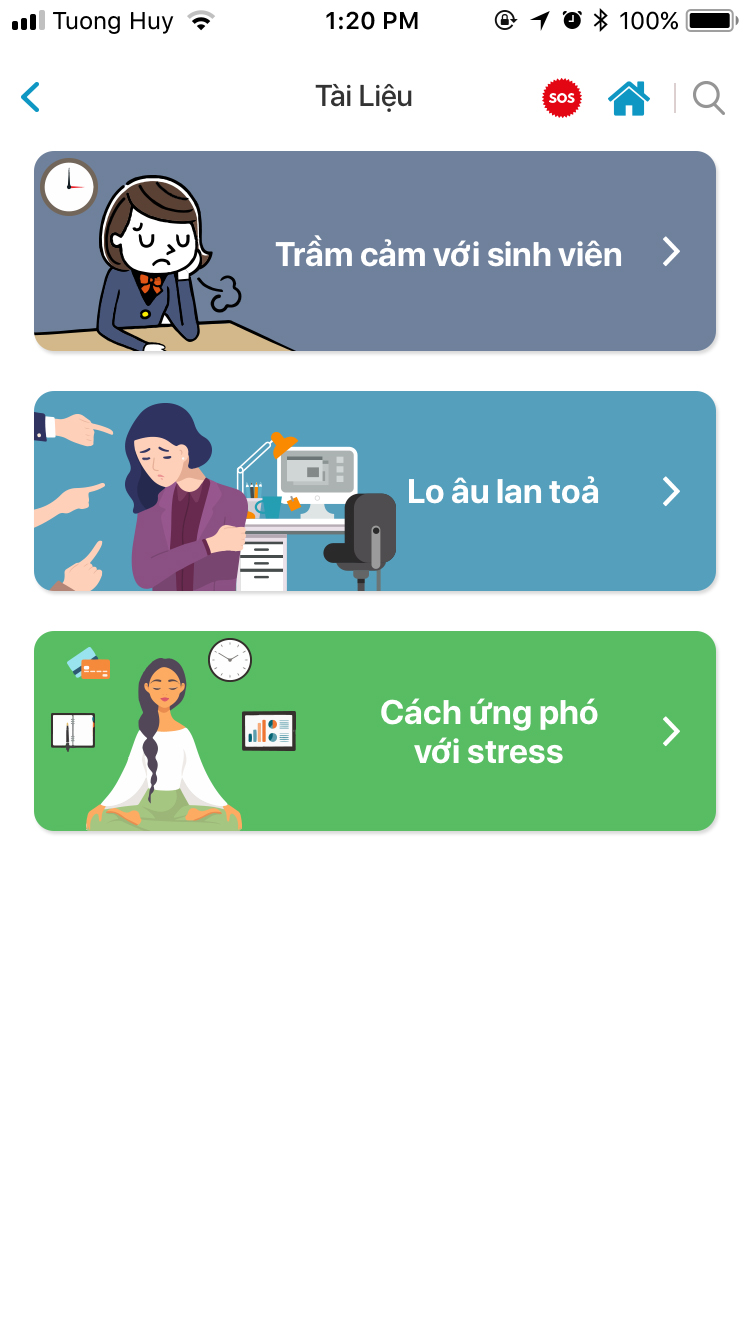 Tuong Huy 1:20 PM 100%
Tài Liệu SOS
Trầm cảm với sinh viên
Lo âu lan toả
Cách ứng phó
với stress